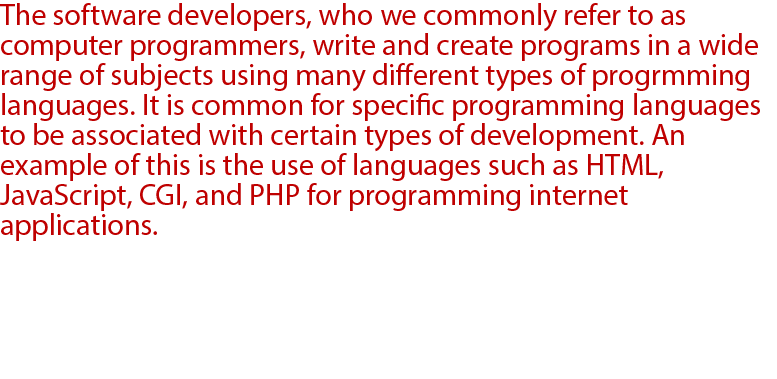 The software developers, who we commonly refer to as
computer programmers, write and create programs in a wide
range of subjects using many different types of progrmming
languages. It is common for specific programming languages
to be associated with certain types of development. An
example of this is the use of languages such as HTML,
JavaScript, CGI, and PHP for programming internet
applications.